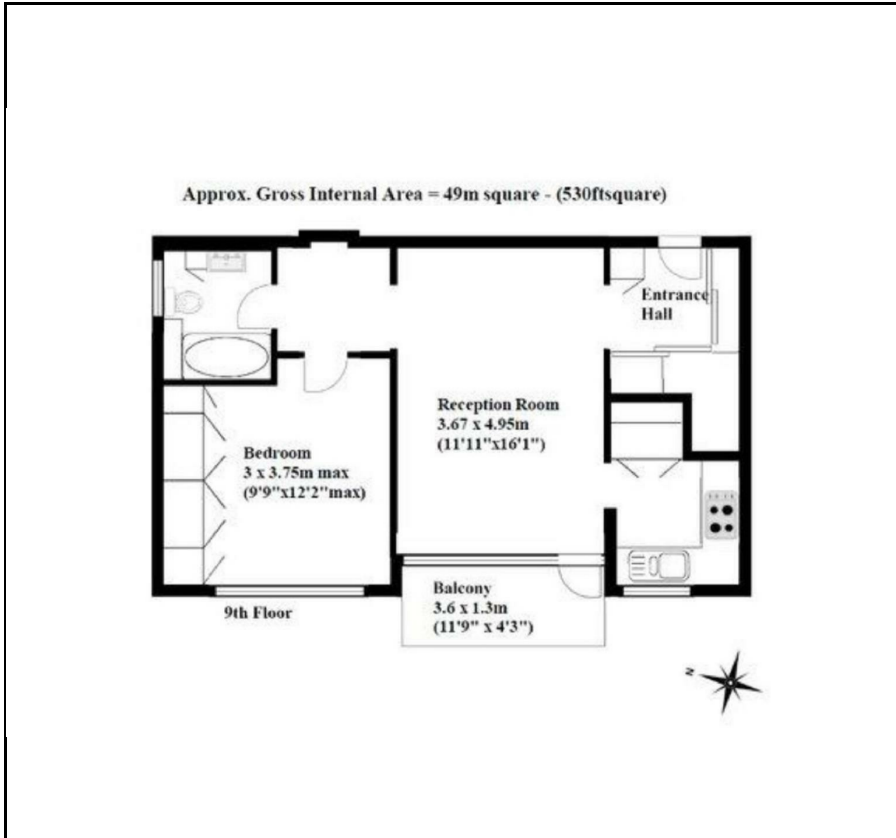 Approx. Gross Internal Area = 49m square - (530ftsquare)
Entrance
Hall
Reception Room
3.67 x 4.95m
(11'11"x16'1")
Bedroom
3 x 3.75m max
(9'9"x12'2"max)
Balcony
3.6 x 1.3m
(11'9" x 4'3")
9th Floor
N